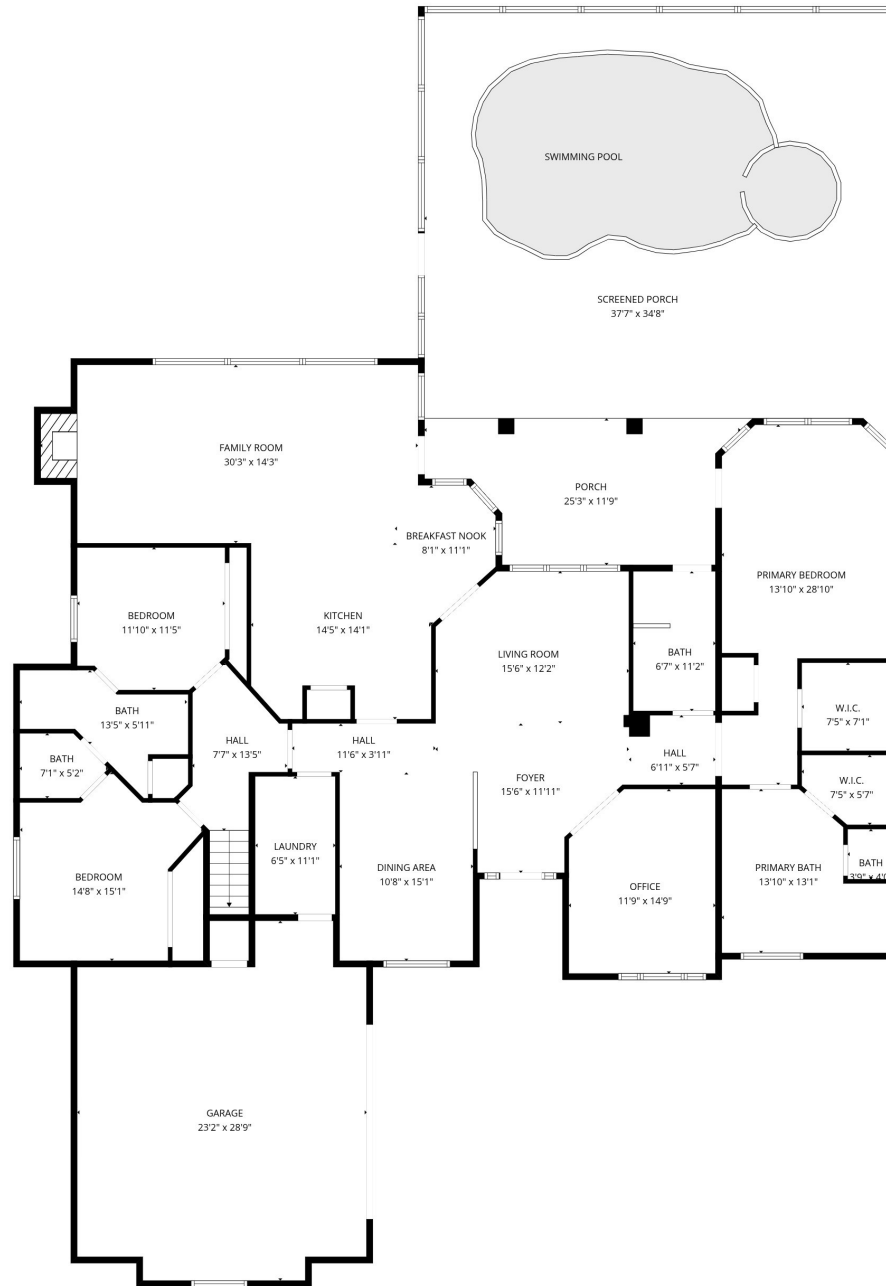 SWIMMING POOL
SCREENED PORCH
37'7" x 34'8"
FAMILY ROOM
30'3" x 14'3"
PORCH
25'3" x 11'9"
BREAKFAST NOOK
8'1" x 11'1"
PRIMARY BEDROOM
13'10" x 28'10"
BEDROOM
11'10" x 11'5"
KITCHEN
14'5" x 14'1"
LIVING ROOM
15'6" x 12'2"
BATH
6'7" x 11'2"
BATH
13'5" x 5'11"
W.I.C.
7'5" x 7'1"
HALL
7'7" x 13'5"
HALL
11'6" x 3'11"
HALL
6'11" x 5'7"
BATH
7'1" x 5'2"
FOYER
15'6" x 11'11"
W.I.C.
7'5" x 5'7"
LAUNDRY
6'5" x 11'1"
DINING AREA
10'8" x 15'1"
BEDROOM
14'8" x 15'1"
OFFICE
11'9" x 14'9"
PRIMARY BATH
13'10" x 13'1"
BATH
3'9" x
GARAGE
23'2" x 28'9"